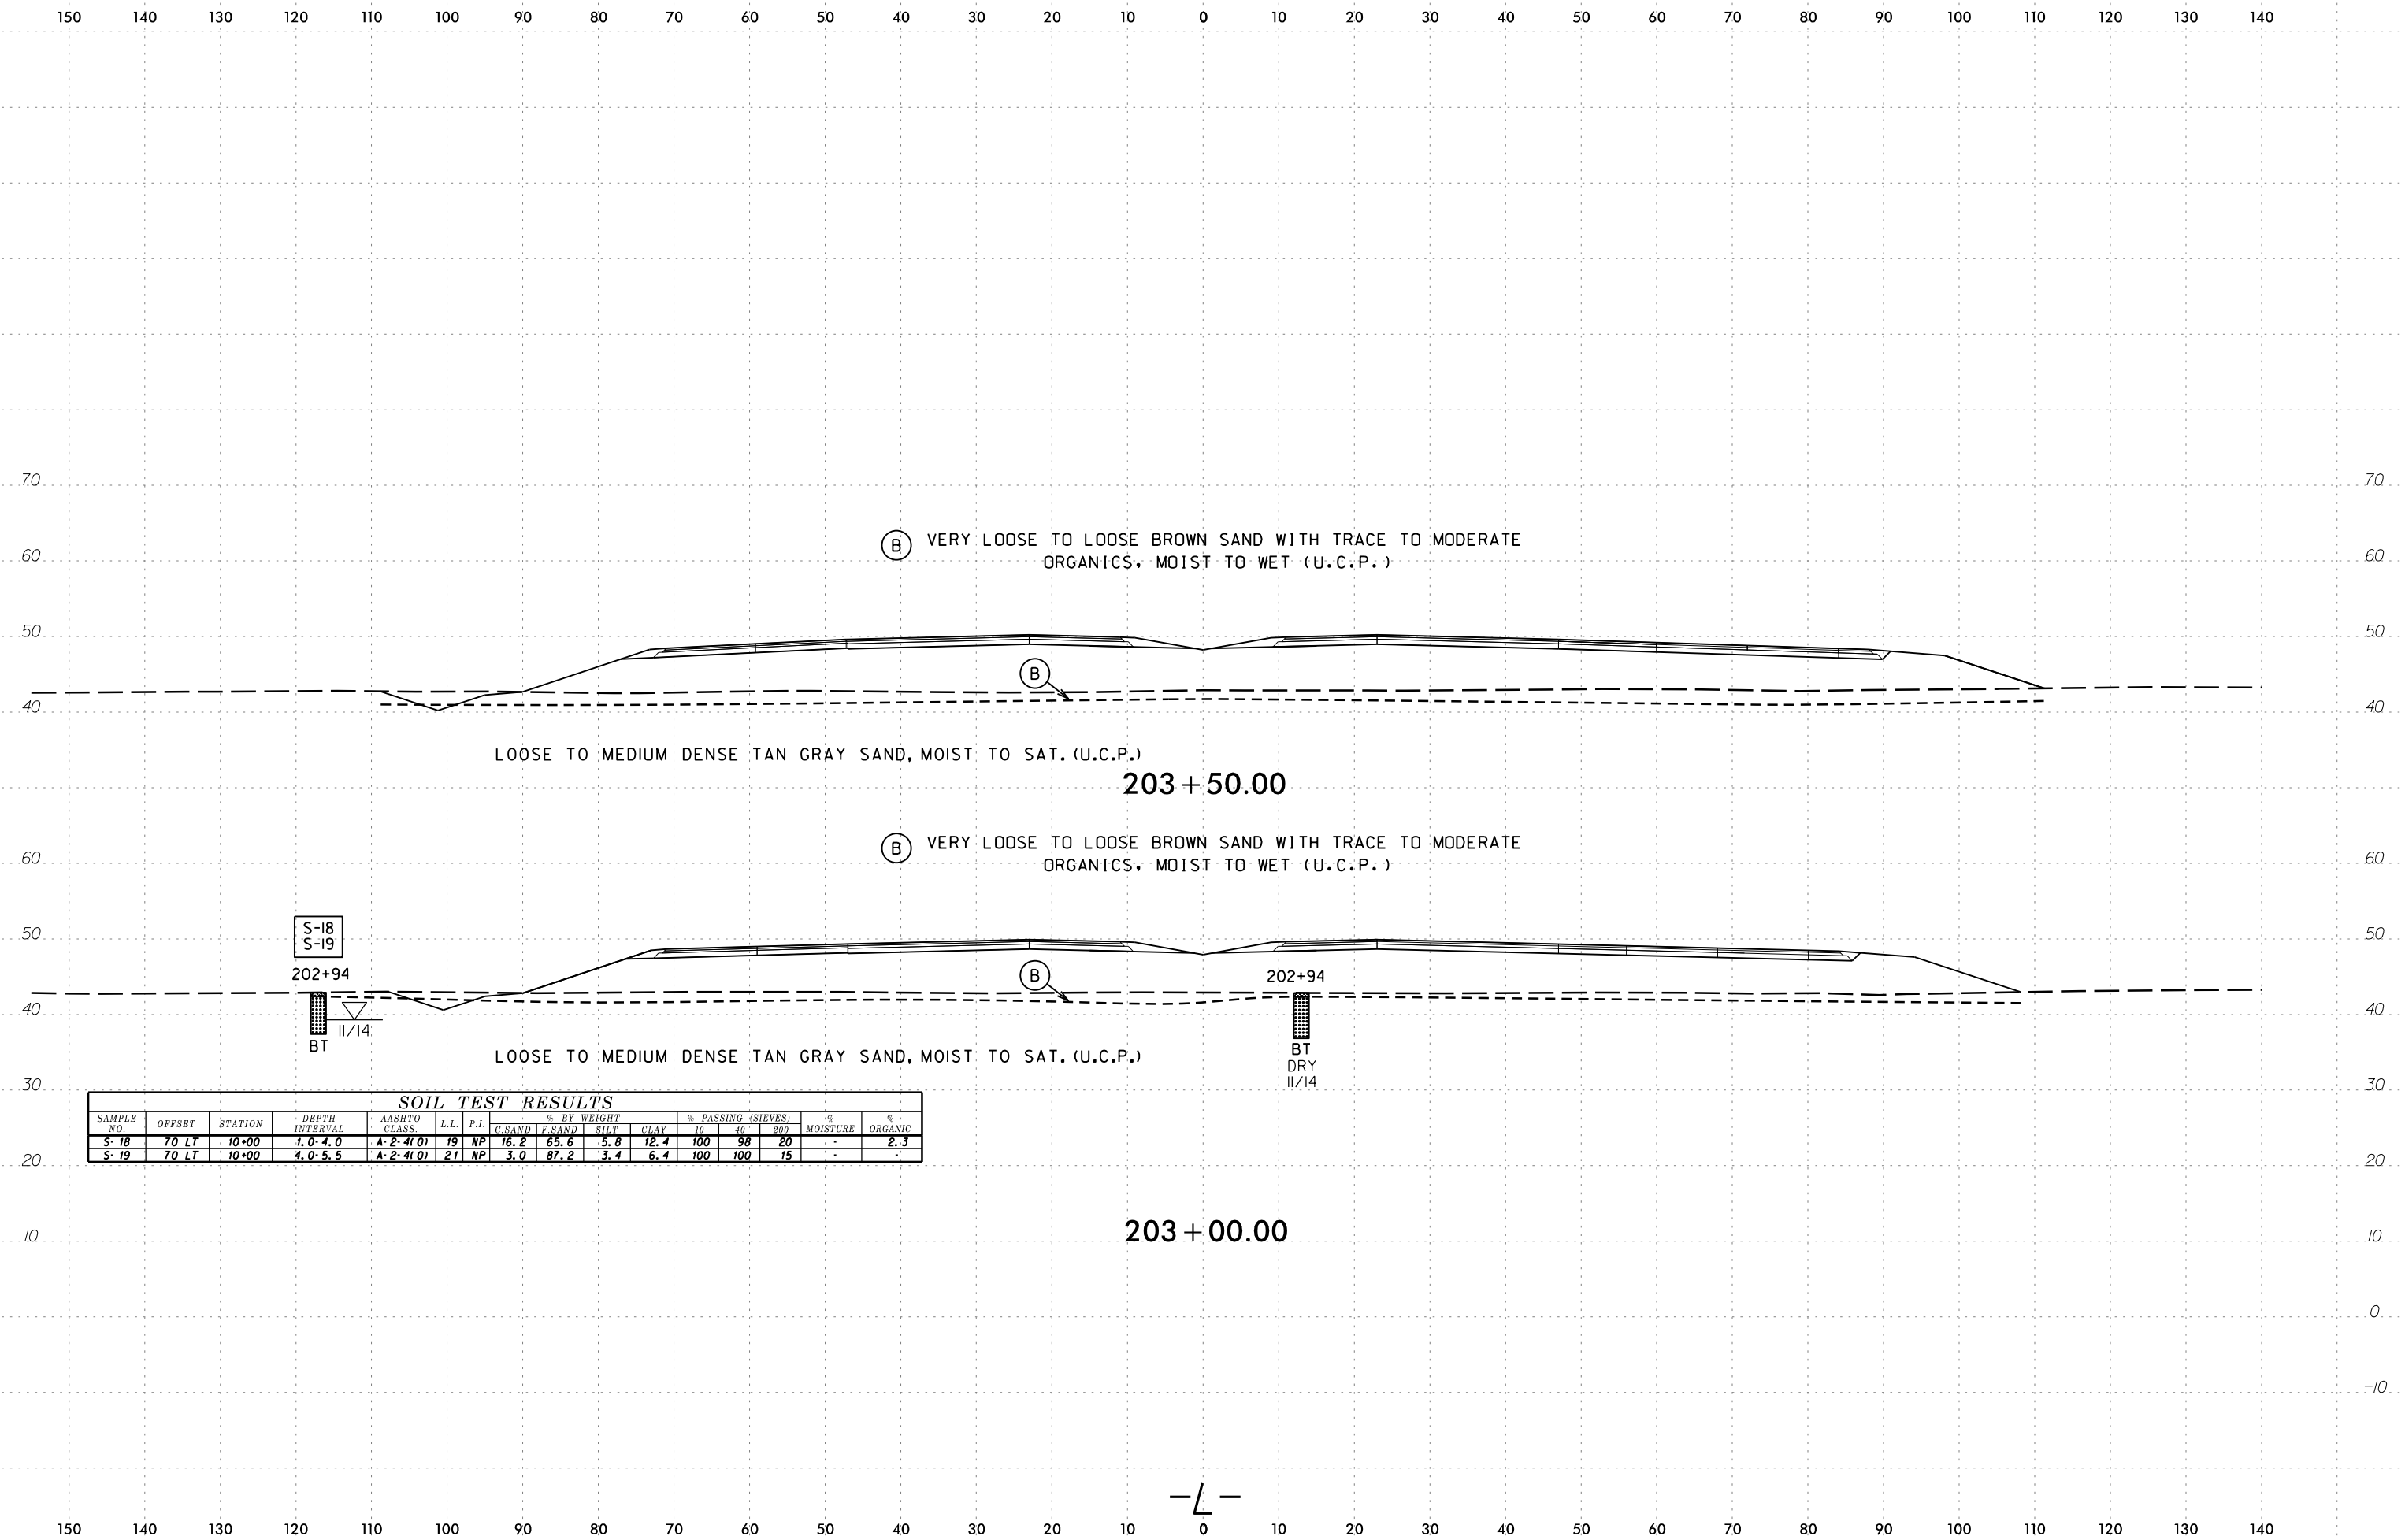 150 140 130 120 110 100 90 80 70 60 50 40 30 20 10 0 10 20 30 40 50 60 70 80 90 100 110 120 130 140
70 70
B VERY LOOSE TO LOOSE BROWN SAND WITH TRACE TO MODERATE
60 ORGANICS, MOIST TO WET (U.C.P.) 60
50 50
B
40 40
LOOSE TO MEDIUM DENSE TAN GRAY SAND, MOIST TO SAT. (U.C.P.)
203+50.00
B VERY LOOSE TO LOOSE BROWN SAND WITH TRACE TO MODERATE
60 ORGANICS, MOIST TO WET (U.C.P.) 60
S-18
50 50
S-19
202+94 B 202+94
40 40
11/14
BT BT
LOOSE TO MEDIUM DENSE TAN GRAY SAND, MOIST TO SAT. (U.C.P.)
DRY
30 11/14 30
SOIL TEST RESULTS
SAMPLE NO. OFFSET STATION DEPTH INTERVAL AASHTO CLASS. L.L. P.I. % BY WEIGHT % PASSING (SIEVES) % MOISTURE % ORGANIC
C.SAND F.SAND SILT CLAY 10 40 200
S-18 70 LT 10+00 1.0-4.0 A-2-4(0) 19 NP 16.2 65.6 5.8 12.4 100 98 20 - 2.3
S-19 70 LT 10+00 4.0-5.5 A-2-4(0) 21 NP 3.0 87.2 3.4 6.4 100 100 15 - -
20 20
203+00.00
10 10
0
-10
-L-
150 140 130 120 110 100 90 80 70 60 50 40 30 20 10 0 10 20 30 40 50 60 70 80 90 100 110 120 130 140